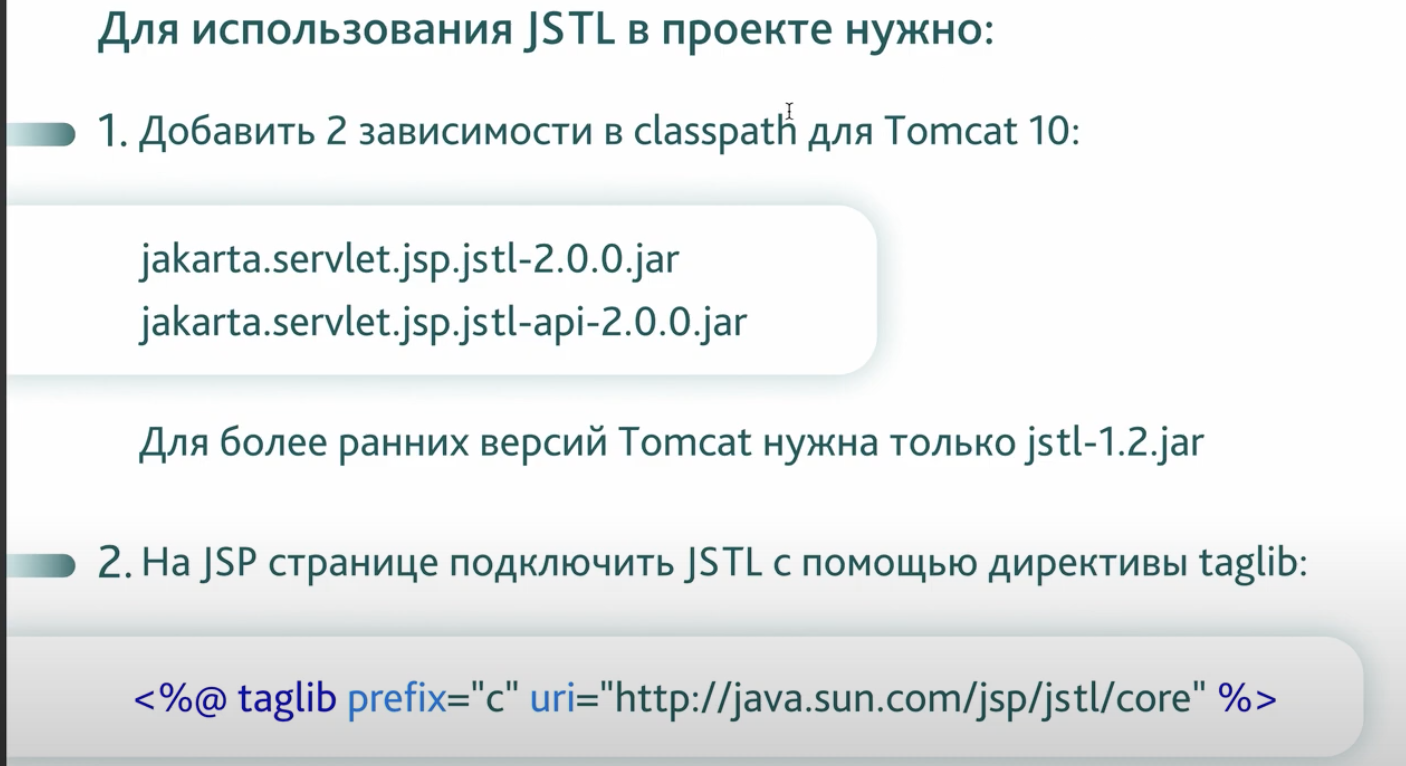 Для использования JSTL в проекте нужно:
1. Добавить 2 зависимости в classpath для Tomcat 10:
jakarta.servlet.jsp.jstl-2.0.0.jar
jakarta.servlet.jsp.jstl-api-2.0.0.jar
Для более ранних версий Tomcat нужна только jstl-1.2.jar
2. На JSP странице подключить JSTL с помощью директивы taglib:
<%@ taglib prefix="c" uri="http://java.sun.com/jsp/jstl/core" %>